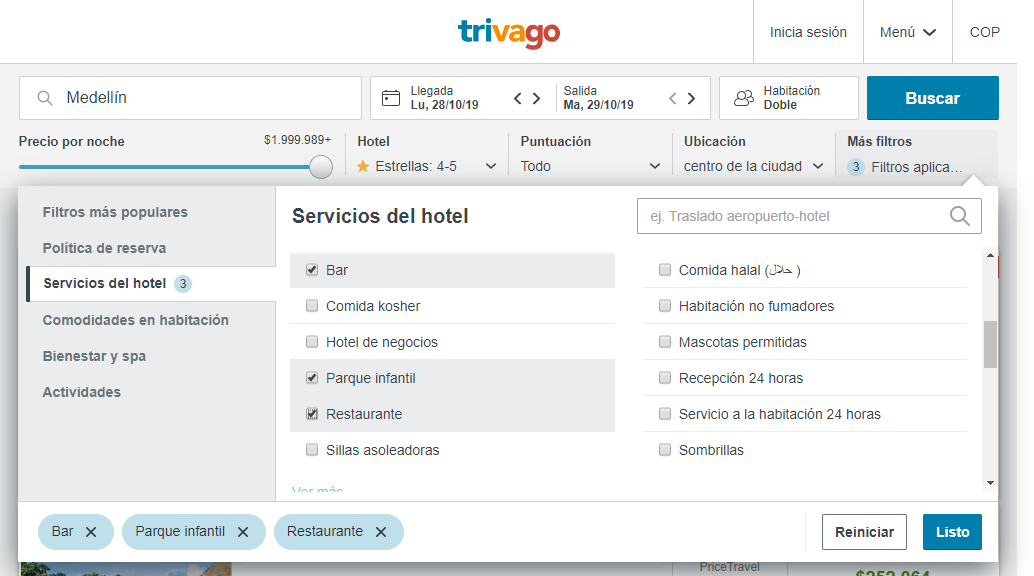 trivago
Inicia sesión
Menú
COP
Medellín
Llegada
Lu, 28/10/19
Salida
Ma, 29/10/19
Habitación
Doble
Buscar
Precio por noche
$1.999.989+
Hotel
Estrellas: 4-5
Puntuación
Todo
Ubicación
centro de la ciudad
Más filtros
3 Filtros aplica...
Filtros más populares
Política de reserva
Servicios del hotel 3
Comodidades en habitación
Bienestar y spa
Actividades
Servicios del hotel
ej. Traslado aeropuerto-hotel
Bar
Comida kosher
Hotel de negocios
Parque infantil
Restaurante
Sillas asoleadoras
Ver más
Comida halal (حلال)
Habitación no fumadores
Mascotas permitidas
Recepción 24 horas
Servicio a la habitación 24 horas
Sombrillas
Bar
Parque infantil
Restaurante
Reiniciar
Listo
PriceTravel